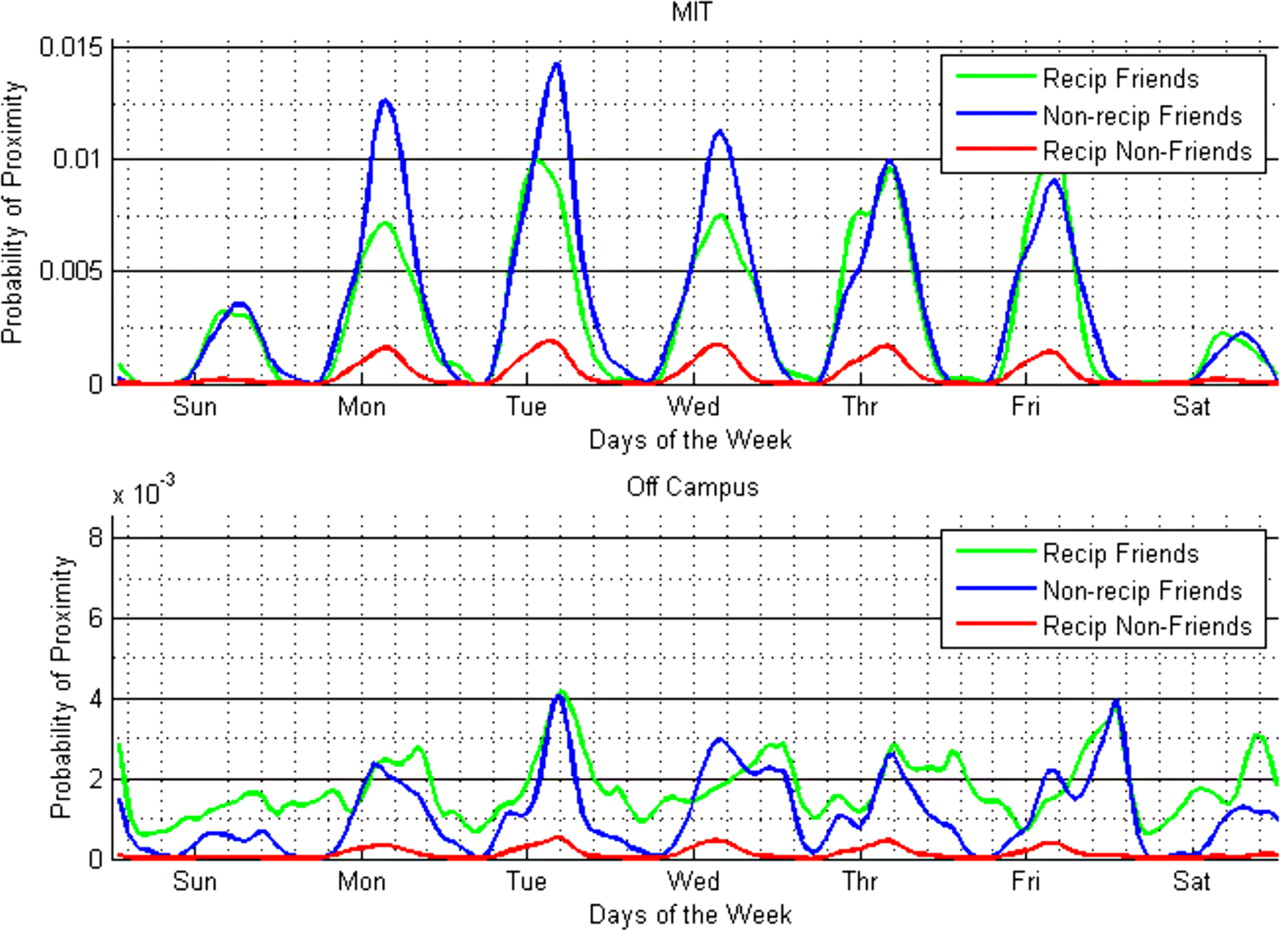 MIT
Probability of Proximity
0.015
0.01
0.005
0
Recip Friends
Non-recip Friends
Recip Non-Friends
Sun Mon Tue Wed Thr Fri Sat
Days of the Week
Off Campus
x 10-3
Probability of Proximity
8
6
4
2
0
Recip Friends
Non-recip Friends
Recip Non-Friends
Sun Mon Tue Wed Thr Fri Sat
Days of the Week